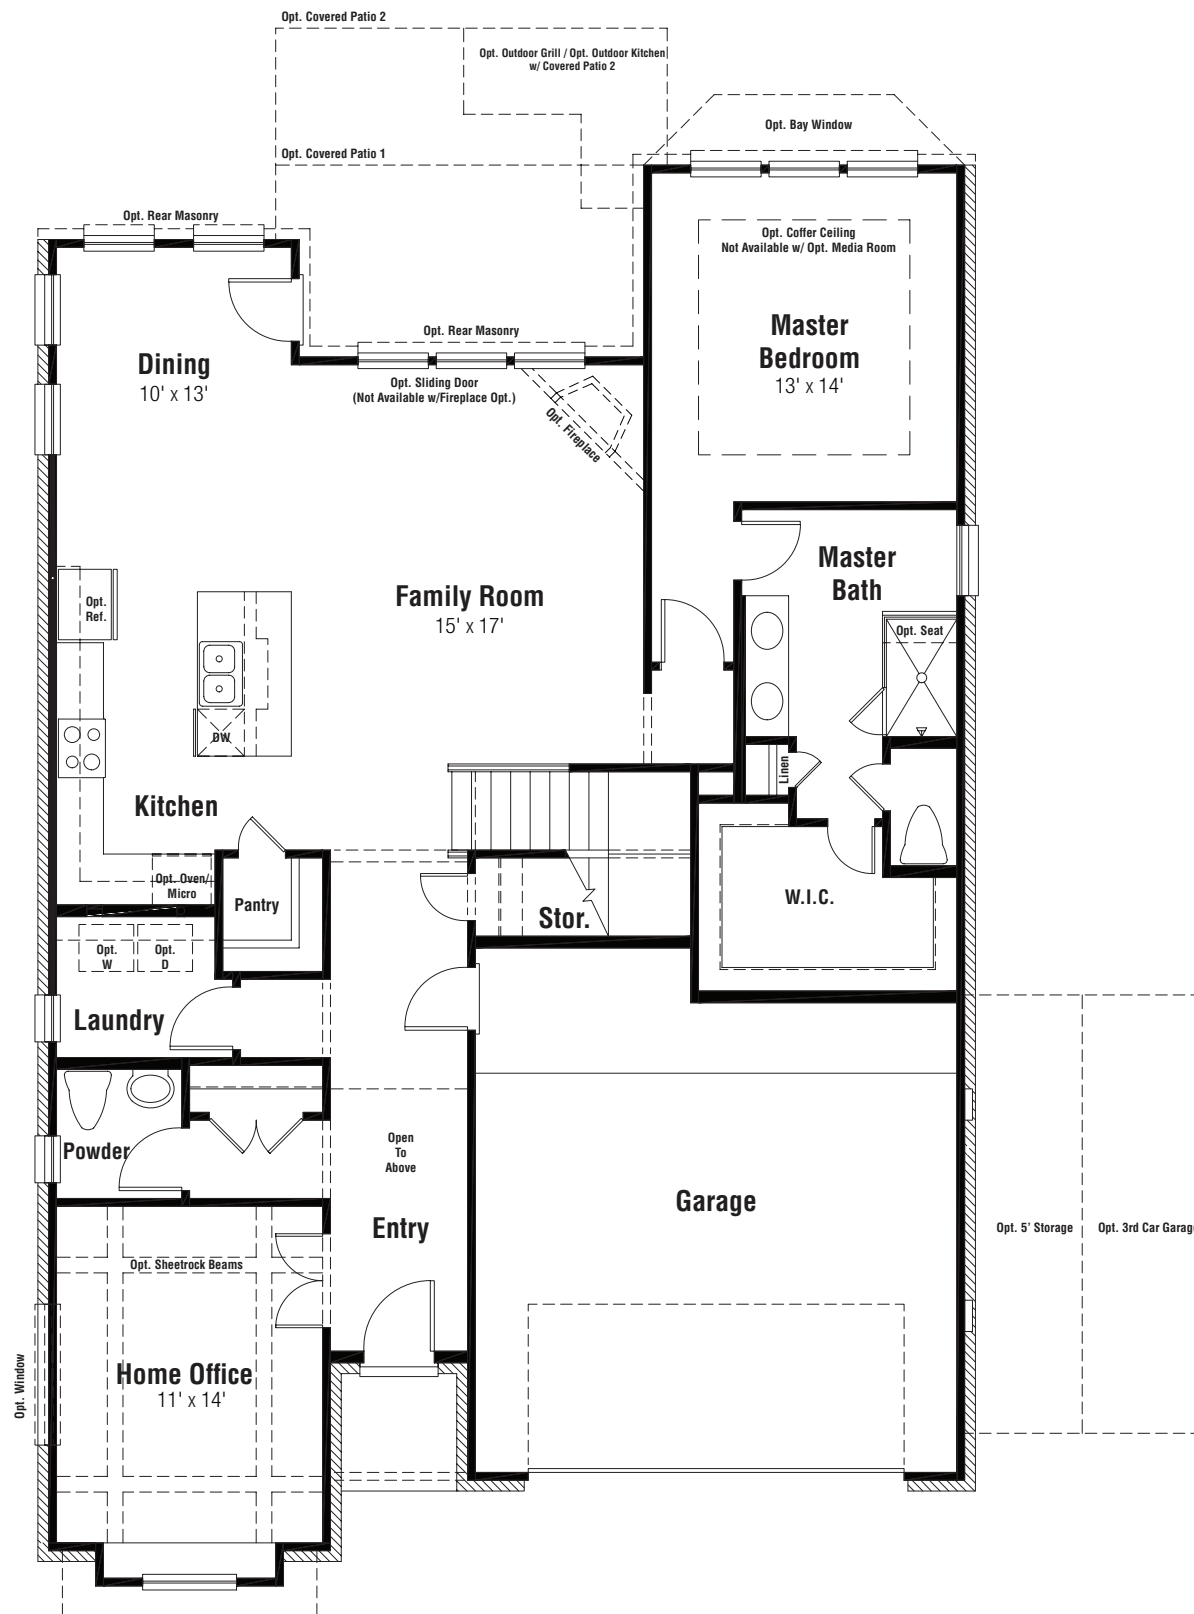 Opt. Covered Patio 2
Opt. Outdoor Grill / Opt. Outdoor Kitchen
w/ Covered Patio 2
Opt. Bay Window
Opt. Covered Patio 1
Opt. Rear Masonry
Opt. Coffer Ceiling
Not Available w/ Opt. Media Room
Master
Bedroom
13' x 14'
Opt. Rear Masonry
Dining
10' x 13'
Opt. Sliding Door
(Not Available w/Fireplace Opt.)
Opt. Fireplace
Master
Bath
Opt.
Ref.
Family Room
15' x 17'
Opt. Seat
DW
Linen
Kitchen
Opt. Oven/
Micro
Pantry
Stor.
W.I.C.
Opt.
W
Opt.
D
Laundry
Powder
Open
To
Above
Entry
Garage
Opt. 5' Storage
Opt. 3rd Car Garage
Opt. Sheetrock Beams
Opt. Window
Home Office
11' x 14'